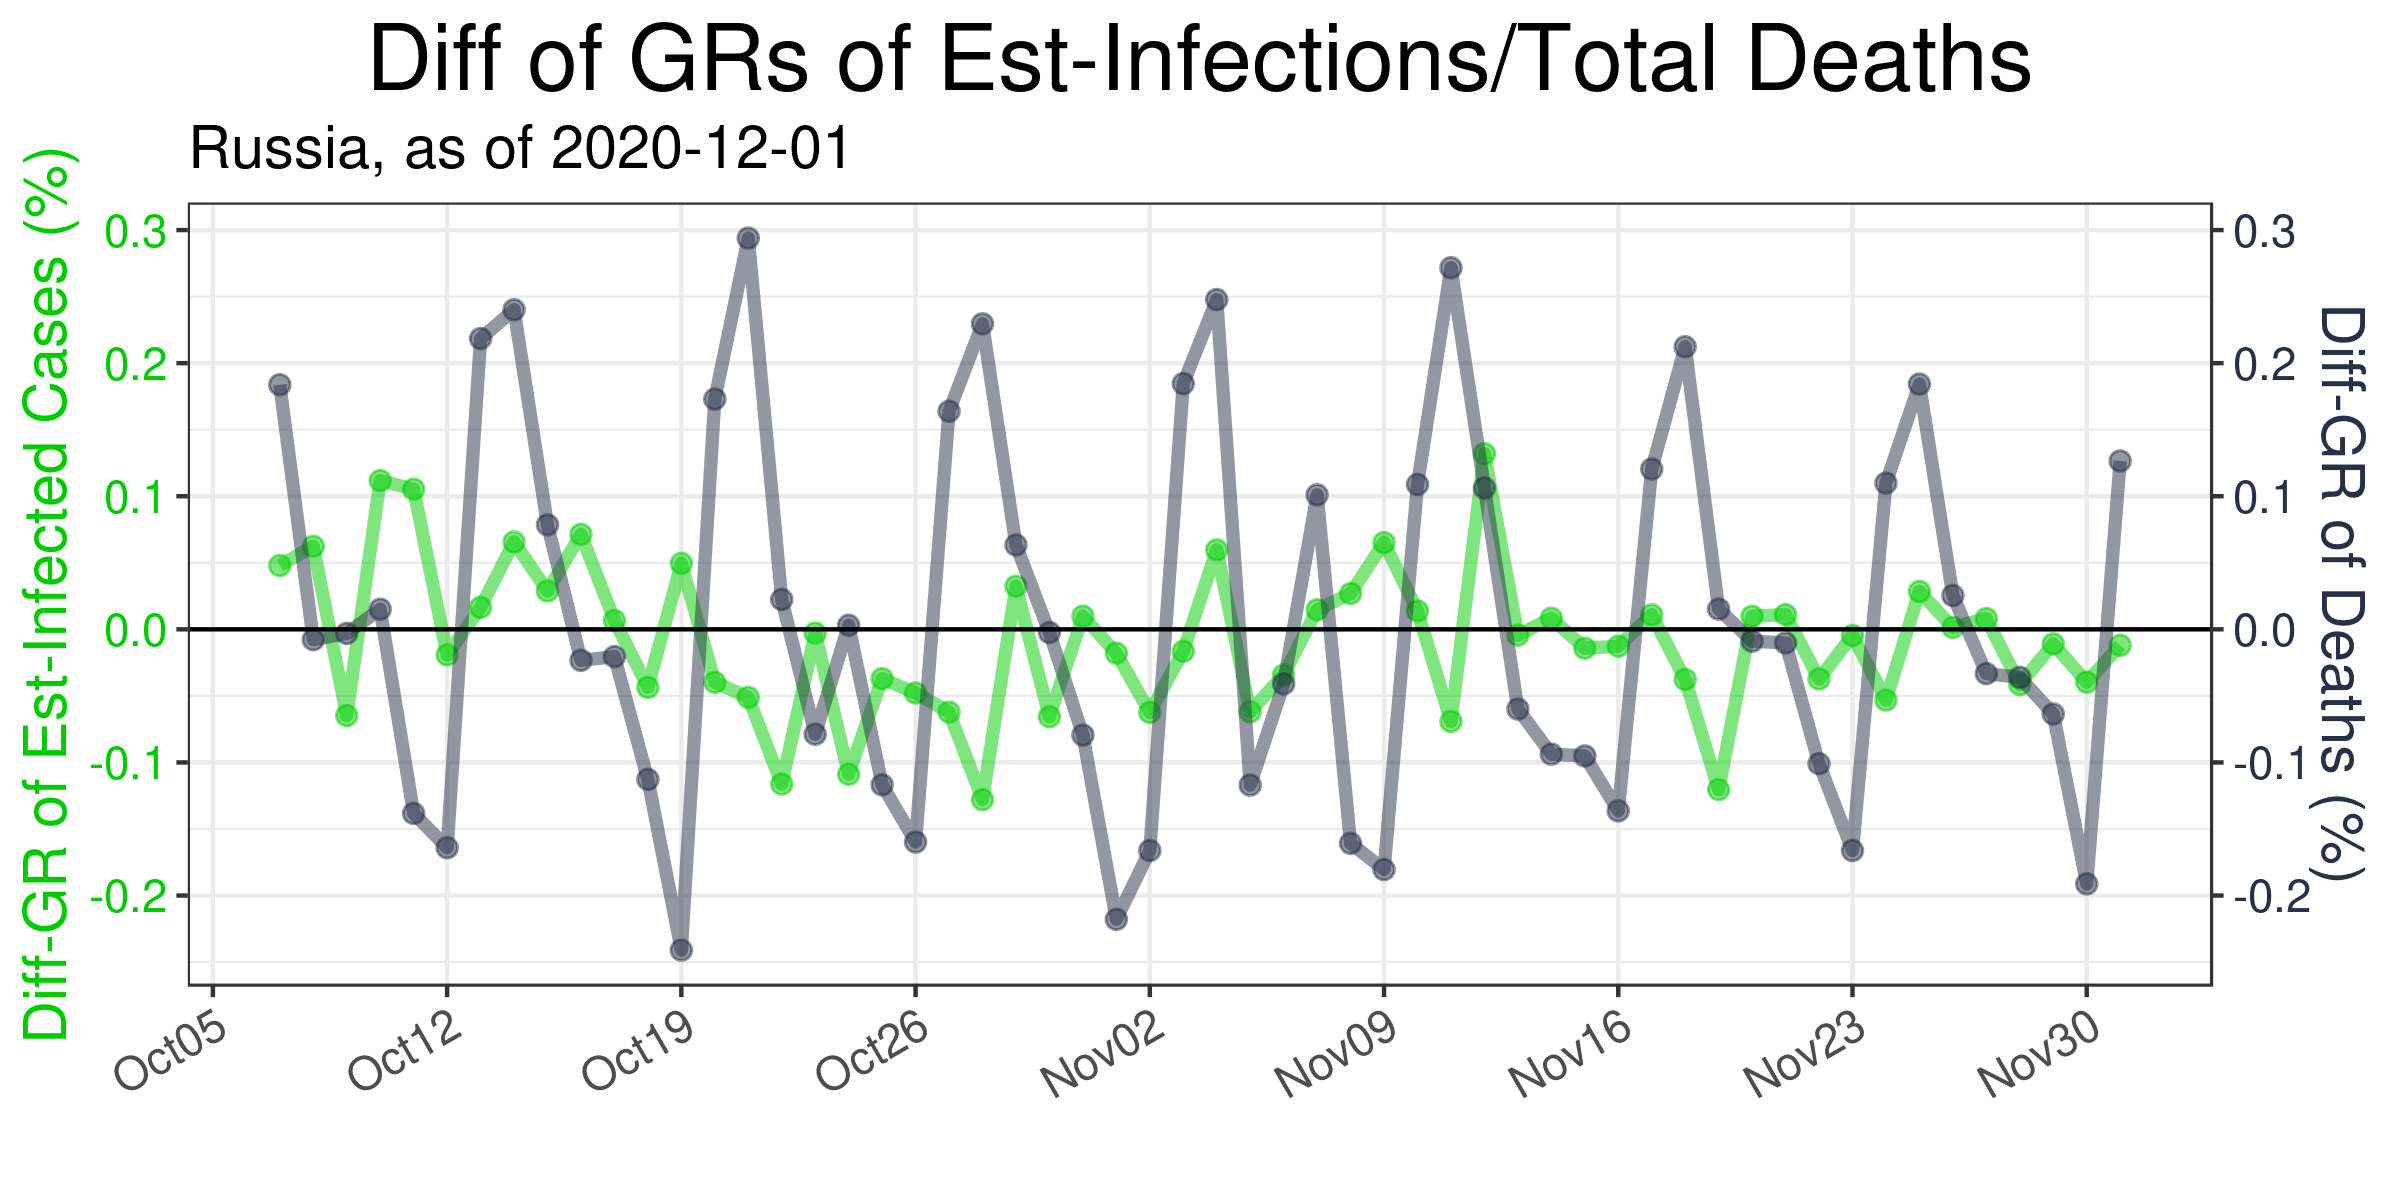 Diff of GRs of Est-Infections/Total Deaths
Russia, as of 2020-12-01
Diff-GR of Est-Infected Cases (%)
0.3
0.2
0.1
0.0
-0.1
-0.2
0.3
0.2
0.1
0.0
-0.1
-0.2
Diff-GR of Deaths (%)
Oct05
Oct12
Oct19
Oct26
Nov02
Nov09
Nov16
Nov23
Nov30